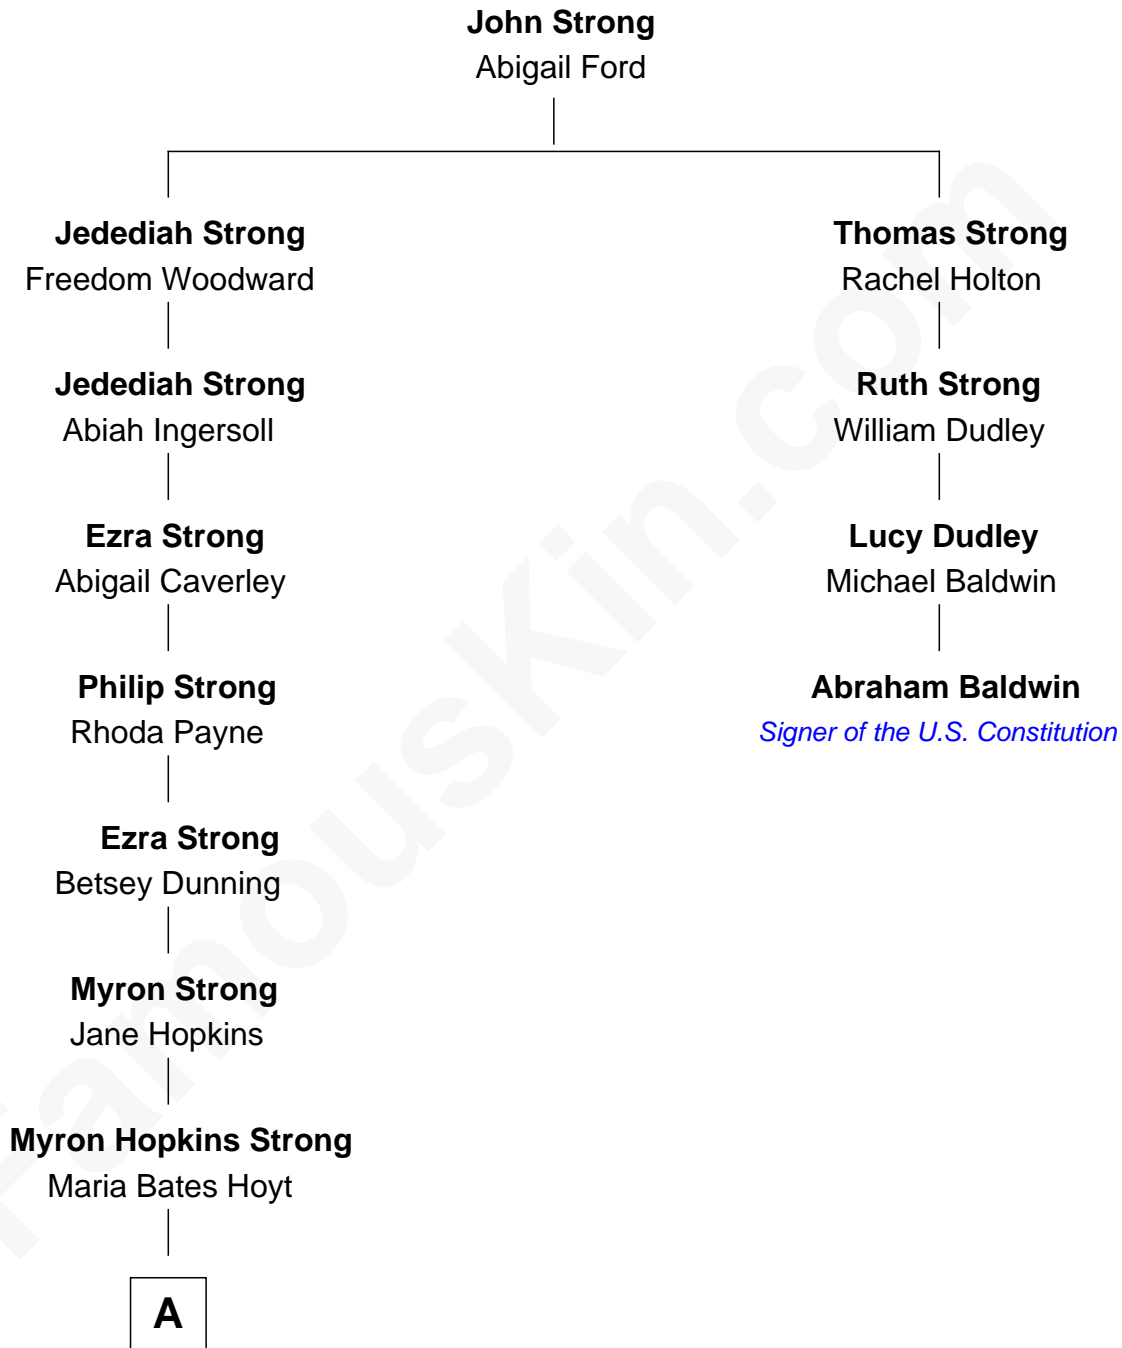 John Strong
Abigail Ford
Jedediah Strong
Freedom Woodward
Thomas Strong
Rachel Holton
Jedediah Strong
Abiah Ingersoll
Ruth Strong
William Dudley
Ezra Strong
Abigail Caverley
Lucy Dudley
Michael Baldwin
Philip Strong
Rhoda Payne
Abraham Baldwin
Signer of the U.S. Constitution
Ezra Strong
Betsey Dunning
Myron Strong
Jane Hopkins
Myron Hopkins Strong
Maria Bates Hoyt
A
FamousKin.com